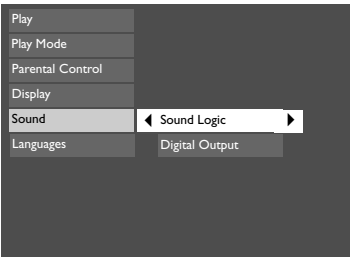 Play
Play Mode
Parental Control
Display
Sound
Sound Logic
Languages
Digital Output